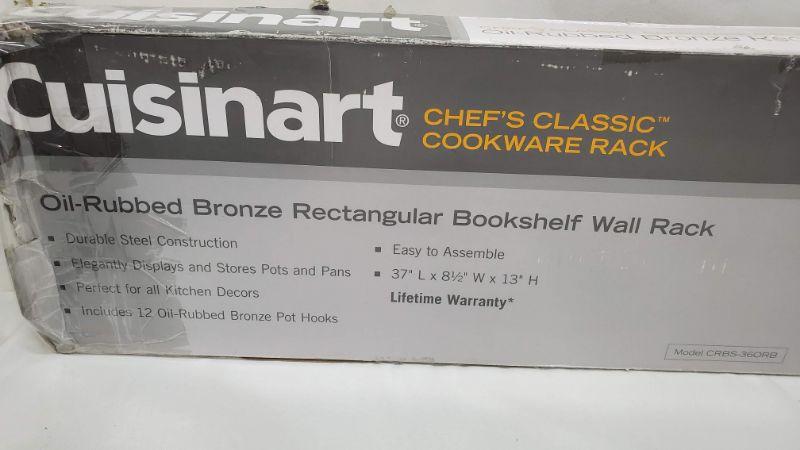 Cuisinart
Oil-Rubbed Bronze
Cuisinart®
CHEF'S CLASSIC™
COOKWARE RACK
Oil-Rubbed Bronze Rectangular Bookshelf Wall Rack
▪ Durable Steel Construction
▪ Elegantly Displays and Stores Pots and Pans
▪ Perfect for all Kitchen Decors
▪ Includes 12 Oil-Rubbed Bronze Pot Hooks
▪ Easy to Assemble
▪ 37" L x 8½" W x 13" H
Lifetime Warranty*
Model CRBS-36ORB